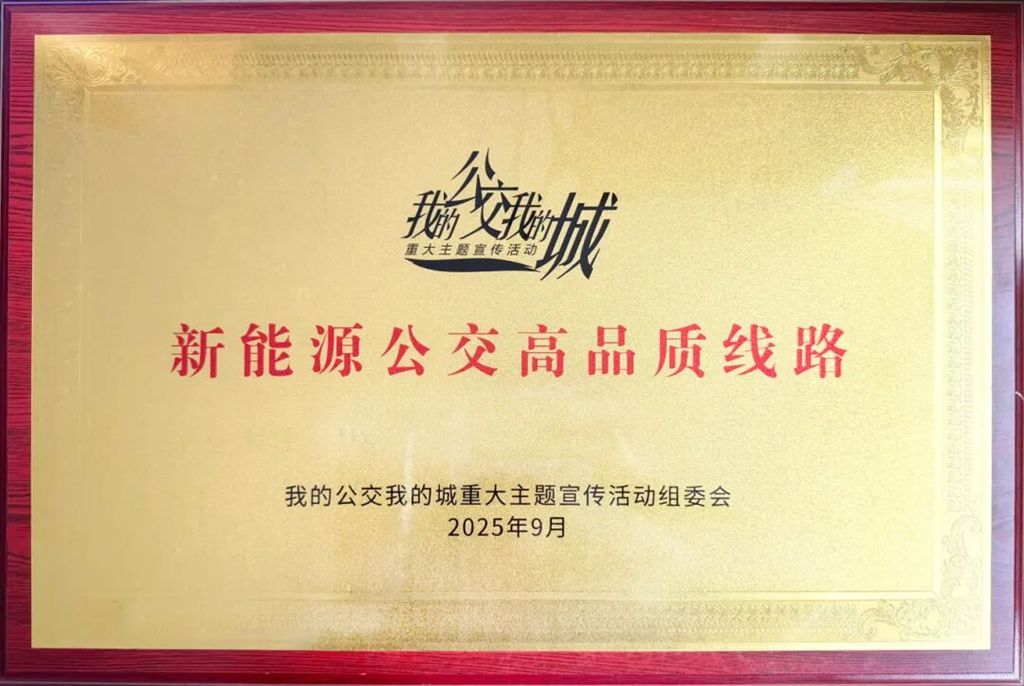 我的公交我的城
重大主题宣传活动
新能源公交高品质线路
我的公交我的城重大主题宣传活动组委会
2025年9月